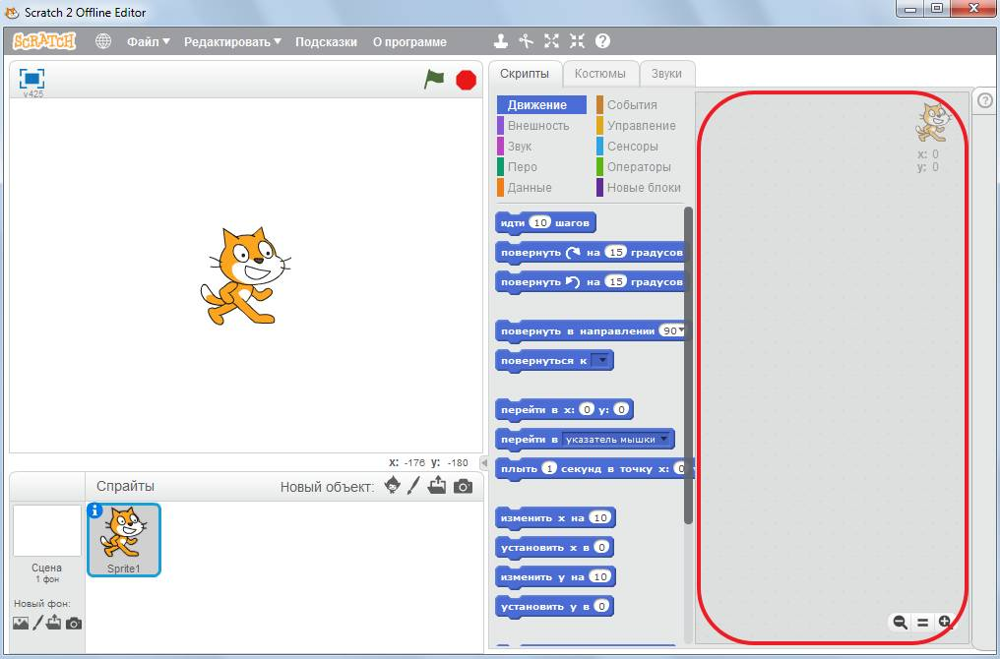 Scratch 2 Offline Editor
SCRATCH Файл Редактировать Подсказки О программе
v425
Скрипты Костюмы Звуки
Движение События
Внешность Управление
Звук Сенсоры
Перо Операторы
Данные Новые блоки
x: 0
y: 0
идти 10 шагов
повернуть на 15 градусов
повернуть на 15 градусов
повернуть в направлении 90
повернуться к
перейти в x: 0 y: 0
перейти в указатель мышки
плыть 1 секунд в точку x: 0
изменить x на 10
установить x в 0
изменить y на 10
установить y в 0
x: -176 y: -180
Спрайты Новый объект:
Sprite1
Сцена
1 фон
Новый фон: